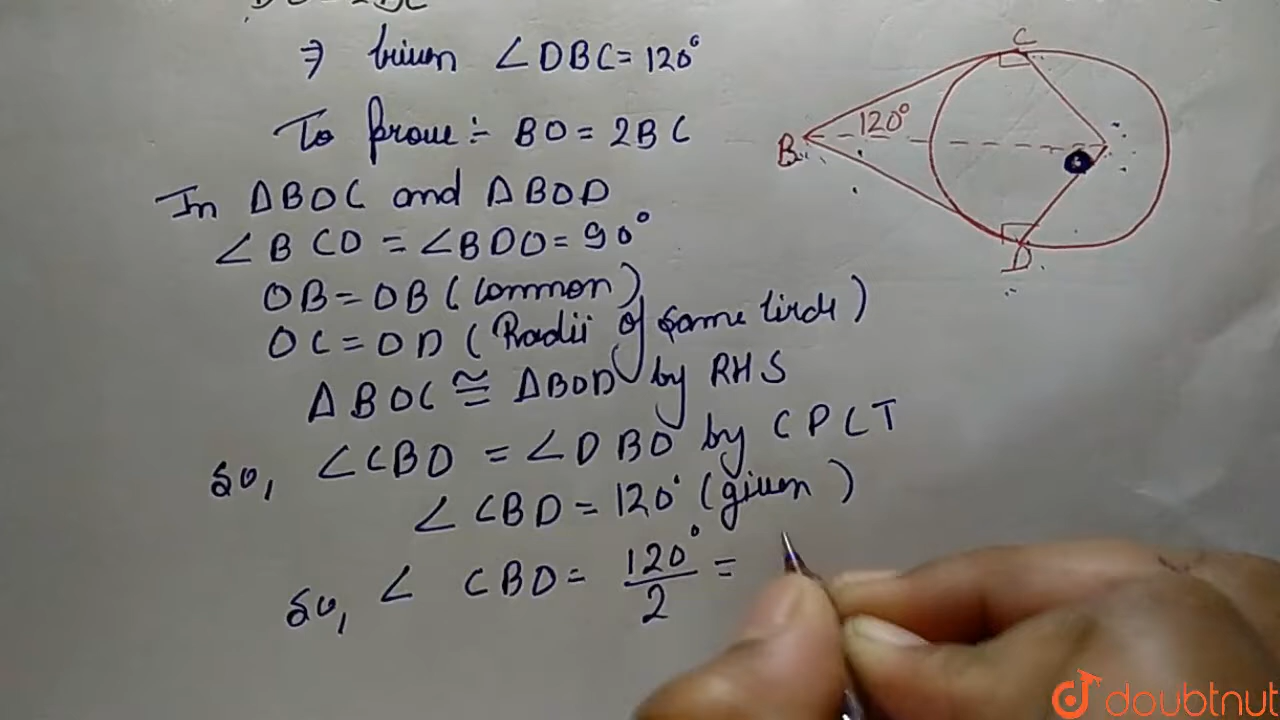 ⇒ Given ∠DBC = 120°
To Prove :- BO = 2BC
In ΔBOC and ΔBOD
∠BCO = ∠BDO = 90°
OB = OB (Common)
OC = OD (Radii of same Circle)
ΔBOC ≅ ΔBOD by RHS
So, ∠CBO = ∠DBO by CPCT
∠CBD = 120° (given)
So, ∠CBO = 120°/2 =
C
B
120°
D
doubtnut